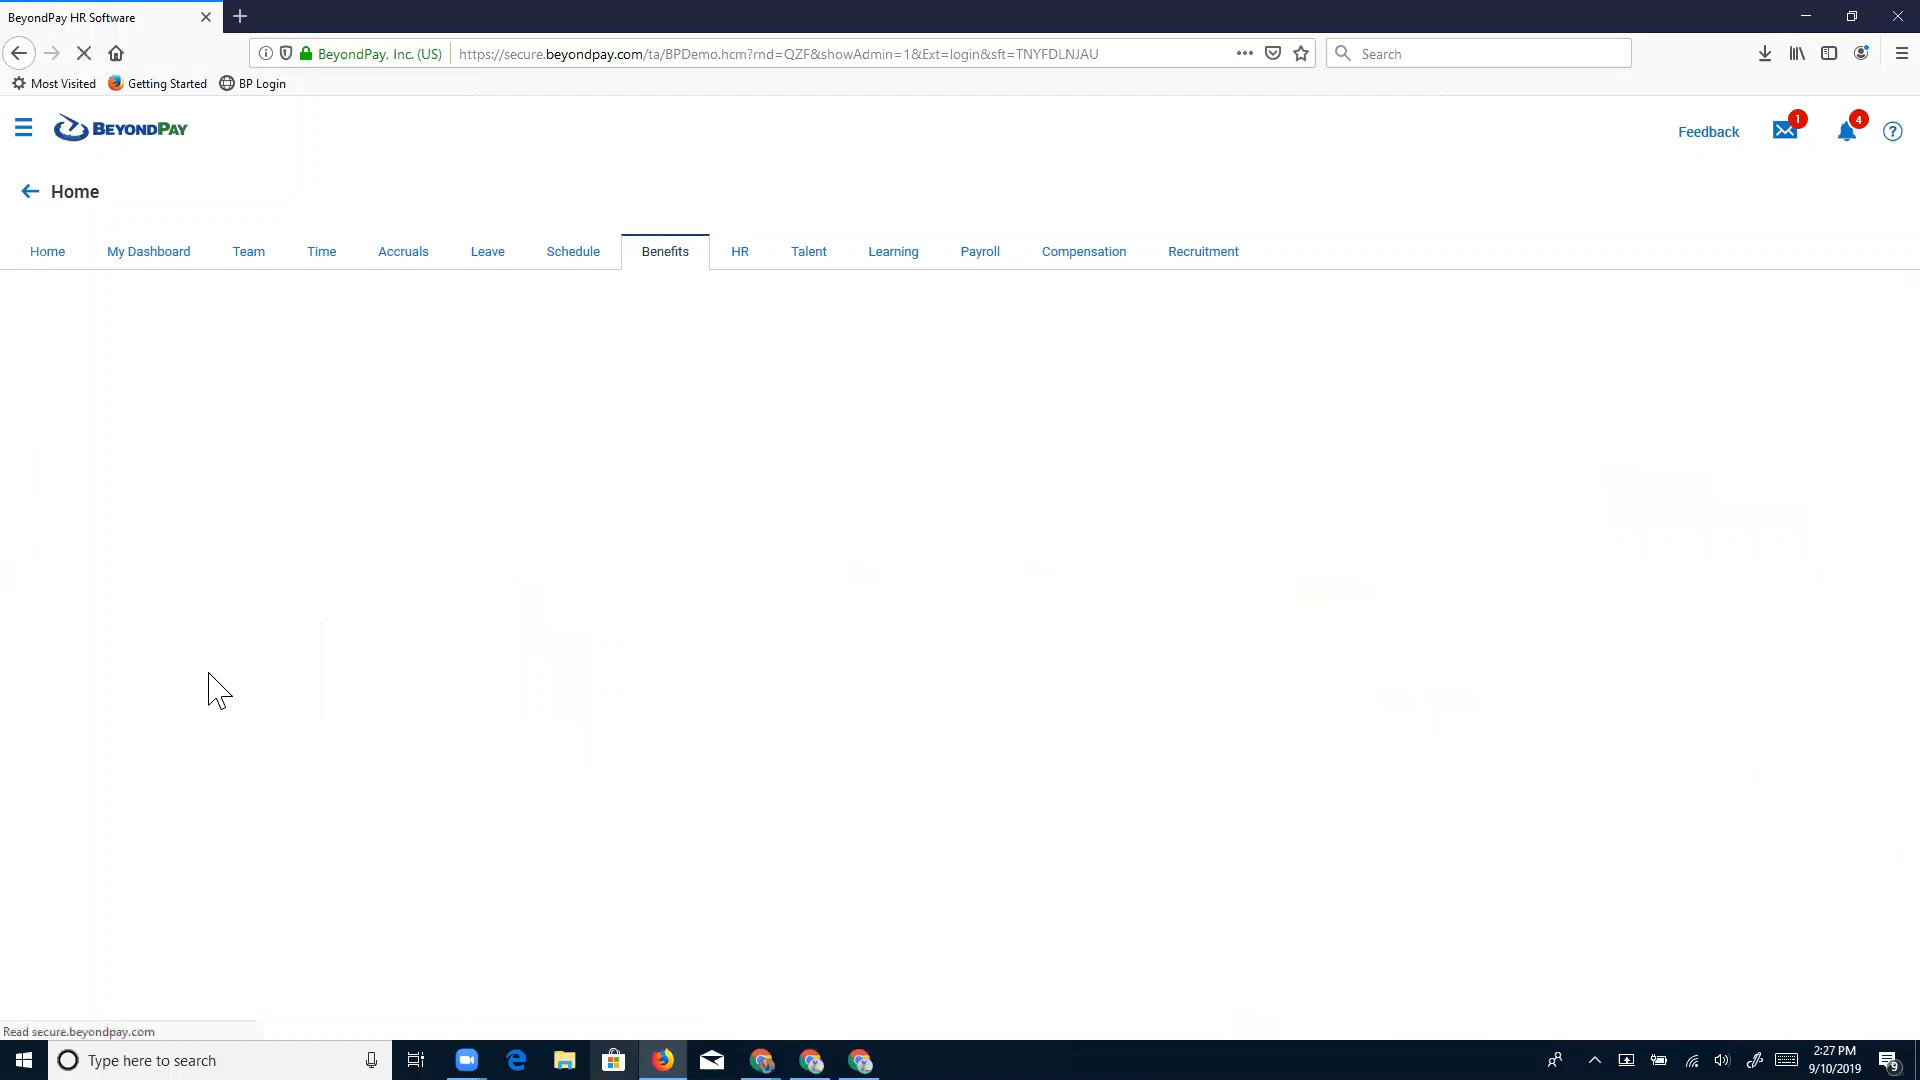 BeyondPay HR Software
BeyondPay, Inc. (US) https://secure.beyondpay.com/ta/BPDemo.hcm?rnd=QZF&showAdmin=1&Ext=login&sft=TNYFDLNJAU Search
Most Visited Getting Started BP Login
BEYONDPAY Feedback 1 4 ?
Home
Home My Dashboard Team Time Accruals Leave Schedule Benefits HR Talent Learning Payroll Compensation Recruitment
Read secure.beyondpay.com
Type here to search
2:27 PM
9/10/2019 9